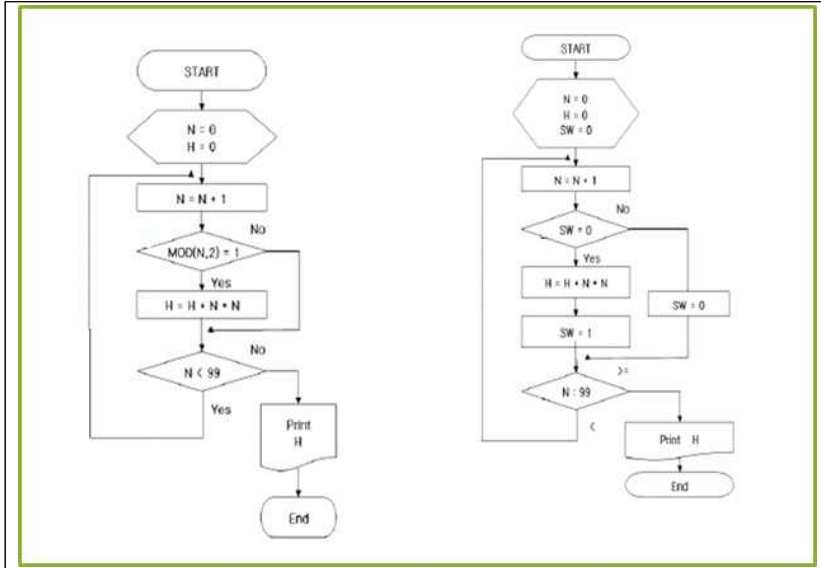 START
N = 0
H = 0
N = N + 1
No
MOD(N,2) = 1
Yes
H = H + N * N
No
N < 99
Yes
Print
H
End
START
N = 0
H = 0
SW = 0
N = N + 1
No
SW = 0
Yes
H = H + N * N
SW = 0
SW = 1
>=
N : 99
<
Print H
End